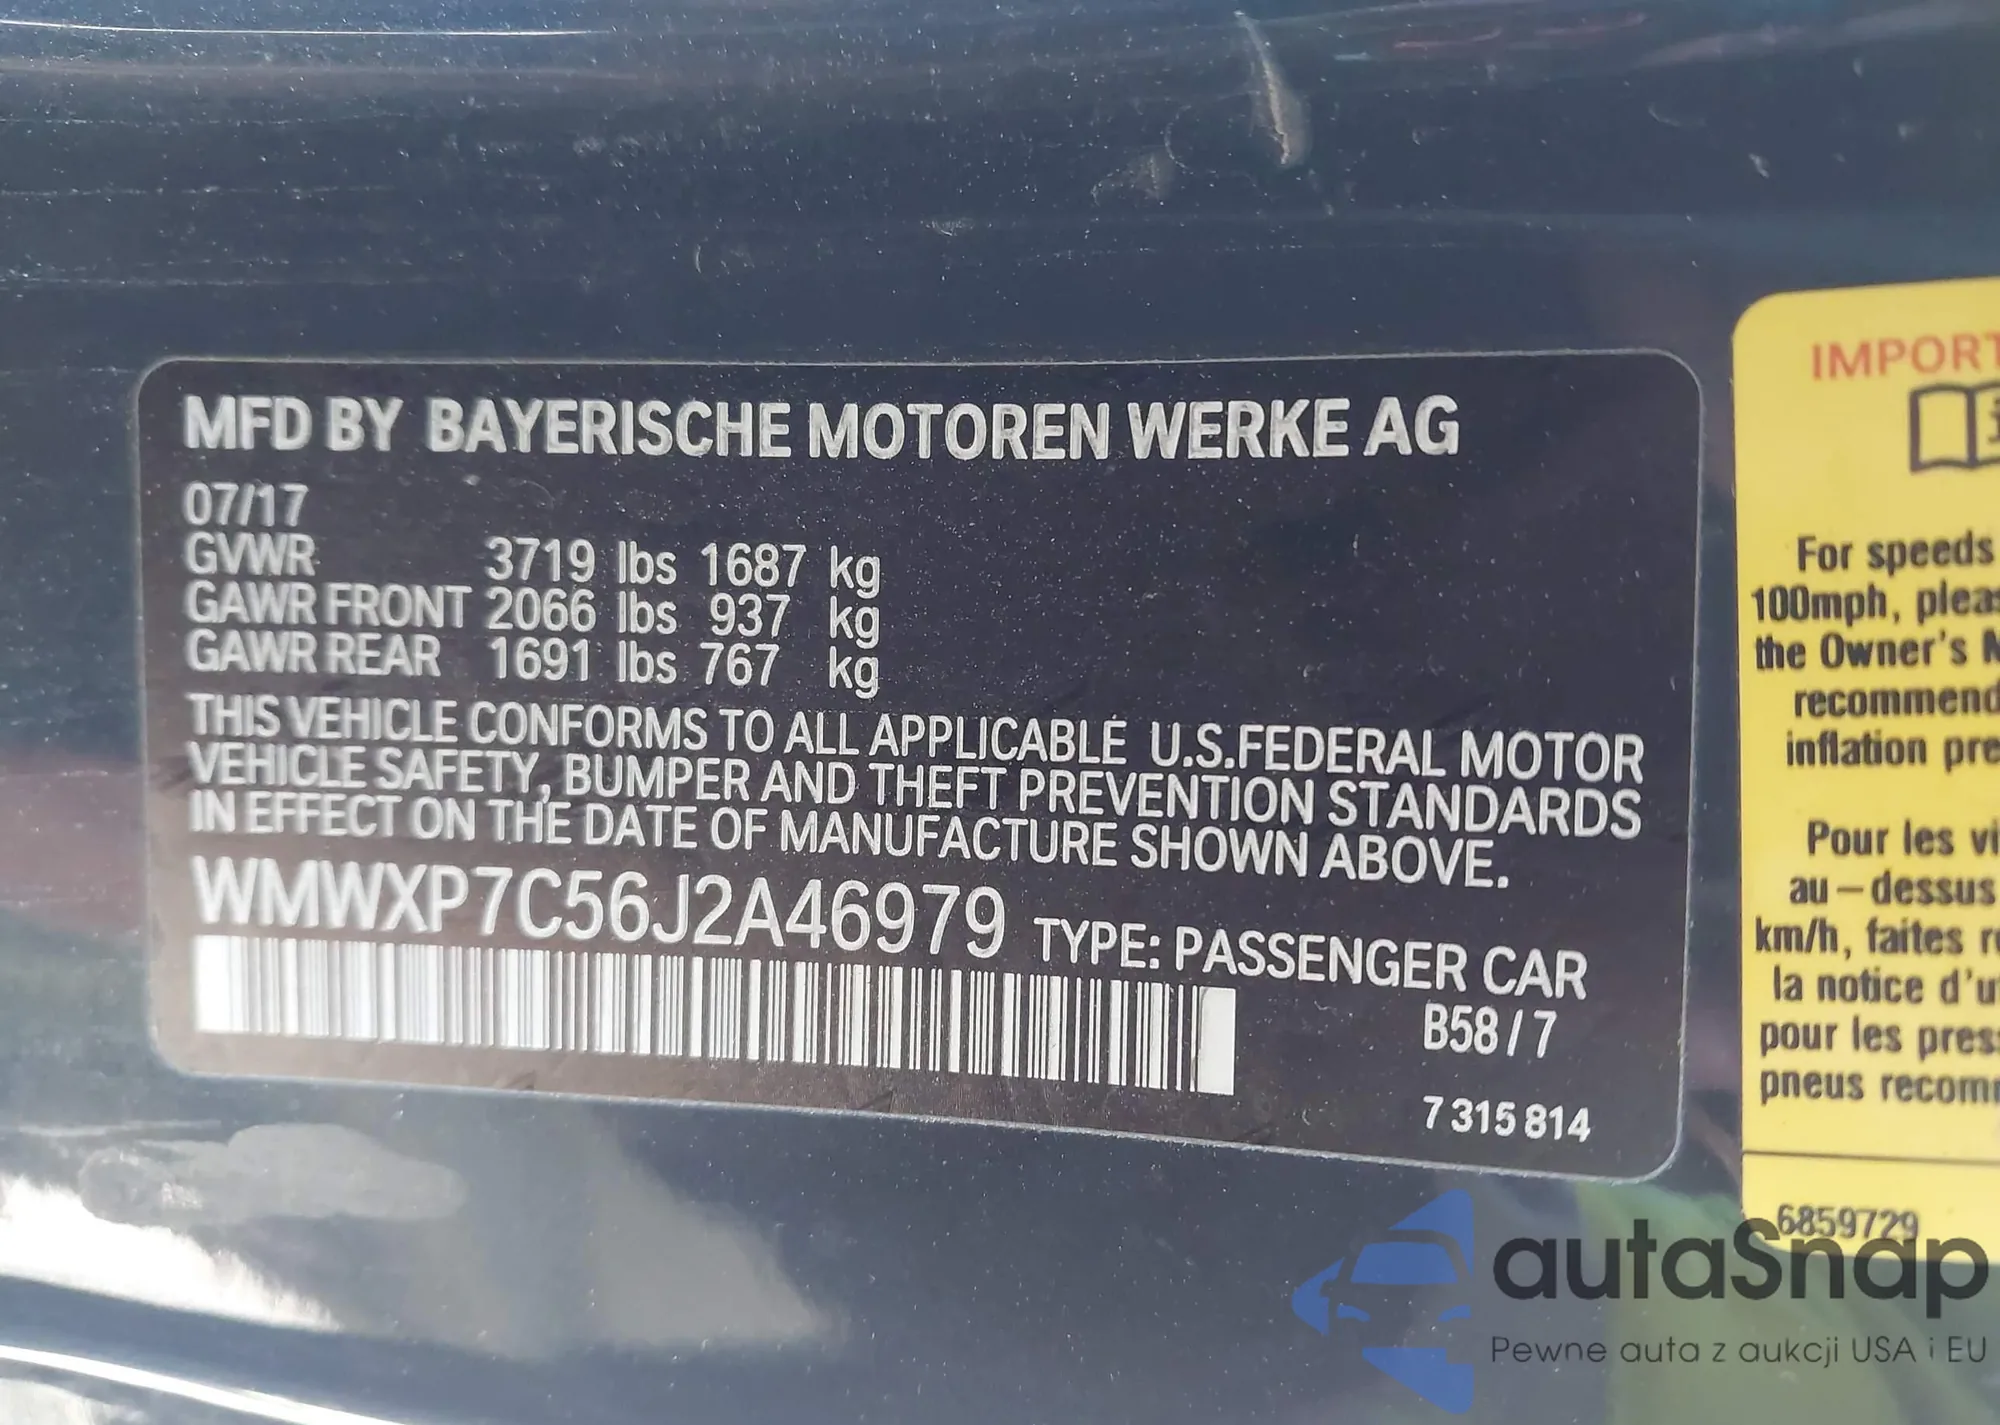 MFD BY BAYERISCHE MOTOREN WERKE AG
07/17
GVWR 3719 lbs 1687 kg
GAWR FRONT 2066 lbs 937 kg
GAWR REAR 1691 lbs 767 kg
THIS VEHICLE CONFORMS TO ALL APPLICABLE U.S.FEDERAL MOTOR
VEHICLE SAFETY, BUMPER AND THEFT PREVENTION STANDARDS
IN EFFECT ON THE DATE OF MANUFACTURE SHOWN ABOVE.
WMWXP7C56J2A46979 TYPE: PASSENGER CAR
B58/7
7 315 814
IMPORT
For speeds
100mph, pleas
the Owner's M
recommend
inflation pre
Pour les vi
au-dessus
km/h, faites r
la notice d'u
pour les press
pneus recomm
6859729
autaSnap
Pewne auta z aukcji USA i EU